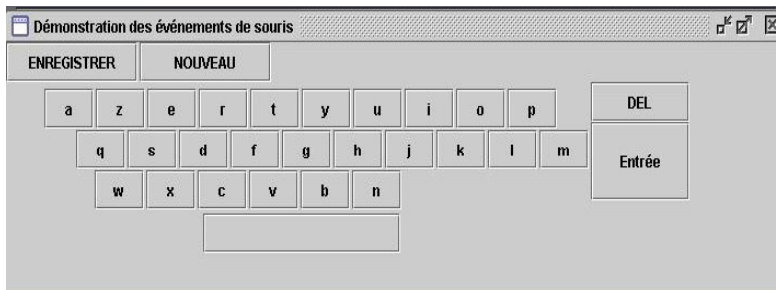 Démonstration des événements de souris
ENREGISTRER NOUVEAU
a z e r t y u i o p DEL
q s d f g h j k l m Entrée
w x c v b n